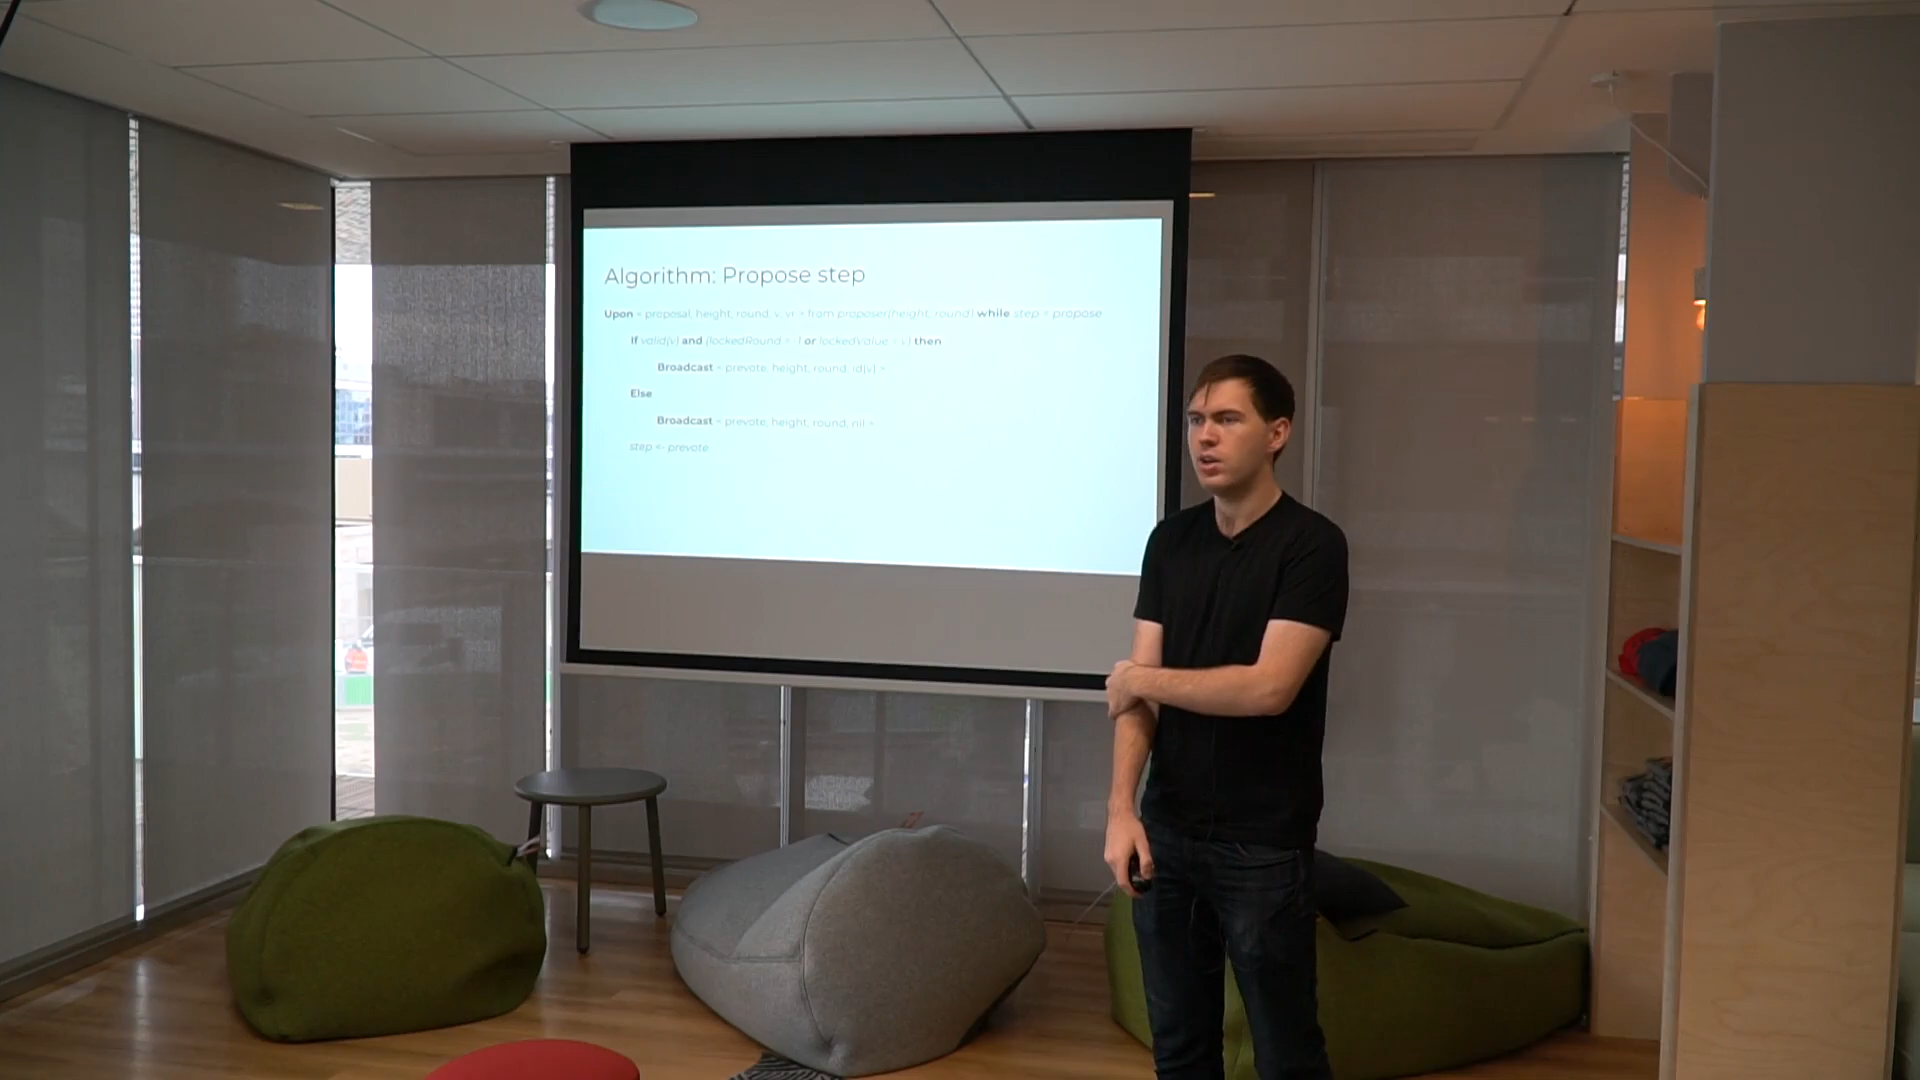 Algorithm: Propose step
Upon < proposal, height, round, v, vr > from proposer(height, round) while step = propose
If valid(v) and (lockedRound = -1 or lockedValue = v) then
Broadcast < prevote, height, round, id(v) >
Else
Broadcast < prevote, height, round, nil >
step <- prevote